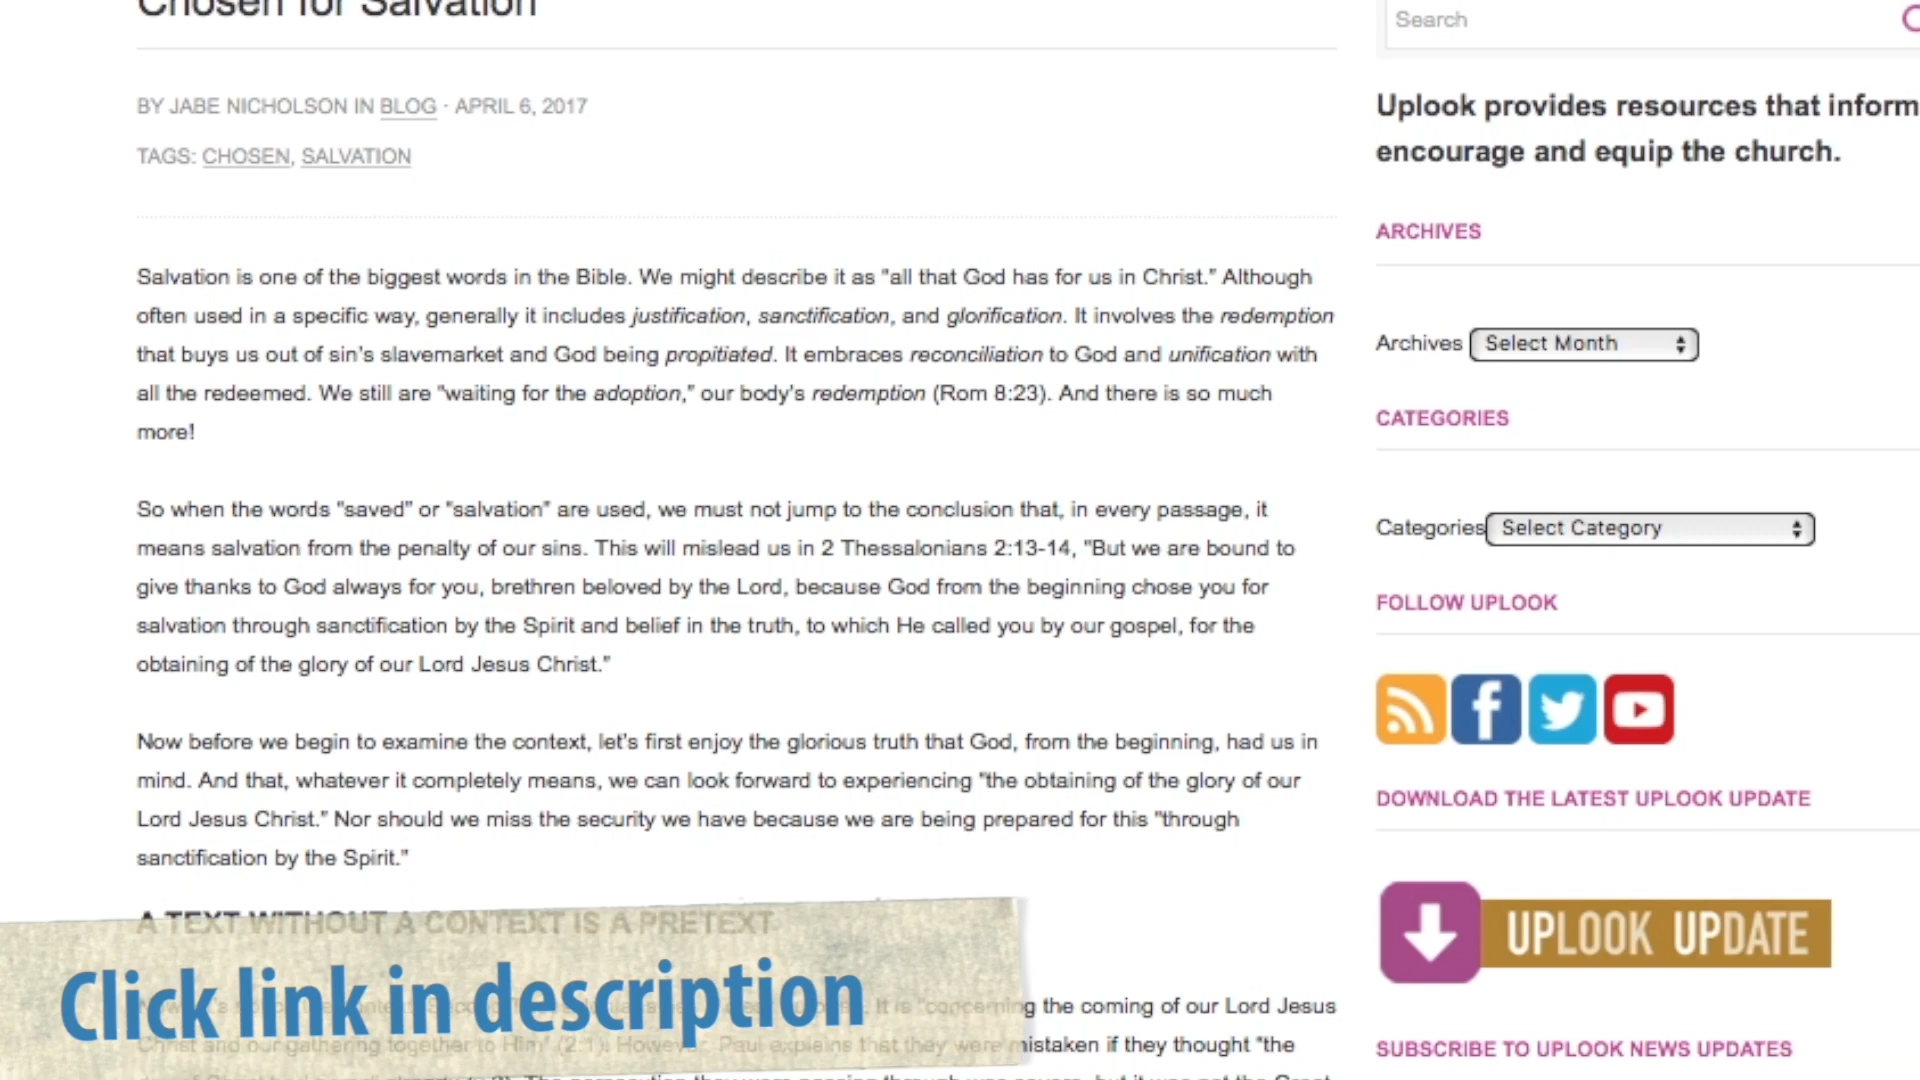 Chosen for Salvation
BY JABE NICHOLSON IN BLOG · APRIL 6, 2017
TAGS: CHOSEN, SALVATION
Salvation is one of the biggest words in the Bible. We might describe it as "all that God has for us in Christ." Although
often used in a specific way, generally it includes justification, sanctification, and glorification. It involves the redemption
that buys us out of sin's slavemarket and God being propitiated. It embraces reconciliation to God and unification with
all the redeemed. We still are "waiting for the adoption," our body's redemption (Rom 8:23). And there is so much
more!
So when the words "saved" or "salvation" are used, we must not jump to the conclusion that, in every passage, it
means salvation from the penalty of our sins. This will mislead us in 2 Thessalonians 2:13-14, "But we are bound to
give thanks to God always for you, brethren beloved by the Lord, because God from the beginning chose you for
salvation through sanctification by the Spirit and belief in the truth, to which He called you by our gospel, for the
obtaining of the glory of our Lord Jesus Christ."
Now before we begin to examine the context, let's first enjoy the glorious truth that God, from the beginning, had us in
mind. And that, whatever it completely means, we can look forward to experiencing "the obtaining of the glory of our
Lord Jesus Christ." Nor should we miss the security we have because we are being prepared for this "through
sanctification by the Spirit."
A TEXT WITHOUT A CONTEXT IS A PRETEXT
It is "concerning the coming of our Lord Jesus
Christ and our gathering together to Him" (2:1). However, Paul explains that they were mistaken if they thought "the
Click link in description
Search
Uplook provides resources that inform
encourage and equip the church.
ARCHIVES
Archives Select Month
CATEGORIES
Categories Select Category
FOLLOW UPLOOK
DOWNLOAD THE LATEST UPLOOK UPDATE
UPLOOK UPDATE
SUBSCRIBE TO UPLOOK NEWS UPDATES